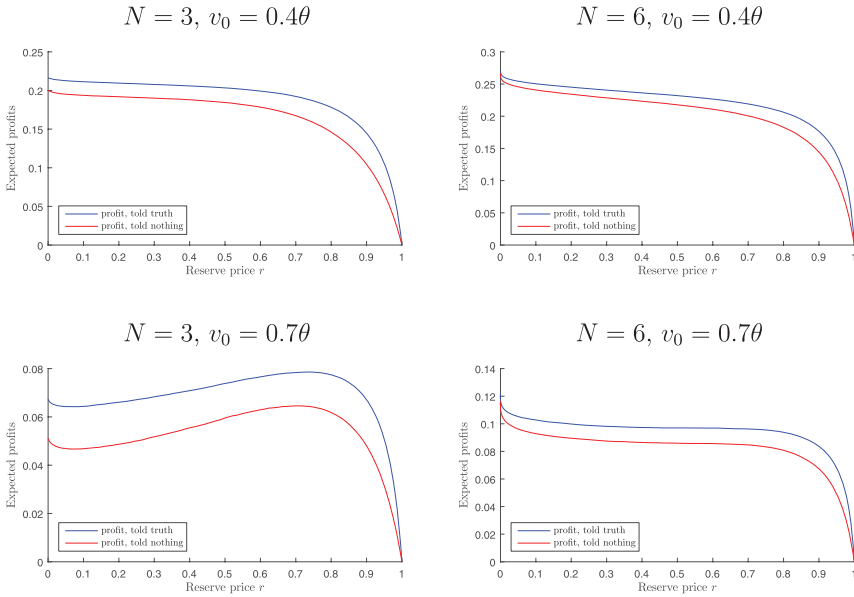 N = 3, v₀ = 0.4θ
Expected profits
0.25
0.2
0.15
0.1
0.05
0
profit, told truth
profit, told nothing
0 0.1 0.2 0.3 0.4 0.5 0.6 0.7 0.8 0.9 1
Reserve price r
N = 6, v₀ = 0.4θ
Expected profits
0.3
0.25
0.2
0.15
0.1
0.05
0
profit, told truth
profit, told nothing
0 0.1 0.2 0.3 0.4 0.5 0.6 0.7 0.8 0.9 1
Reserve price r
N = 3, v₀ = 0.7θ
Expected profits
0.08
0.06
0.04
0.02
0
profit, told truth
profit, told nothing
0 0.1 0.2 0.3 0.4 0.5 0.6 0.7 0.8 0.9 1
Reserve price r
N = 6, v₀ = 0.7θ
Expected profits
0.14
0.12
0.1
0.08
0.06
0.04
0.02
0
profit, told truth
profit, told nothing
0 0.1 0.2 0.3 0.4 0.5 0.6 0.7 0.8 0.9 1
Reserve price r